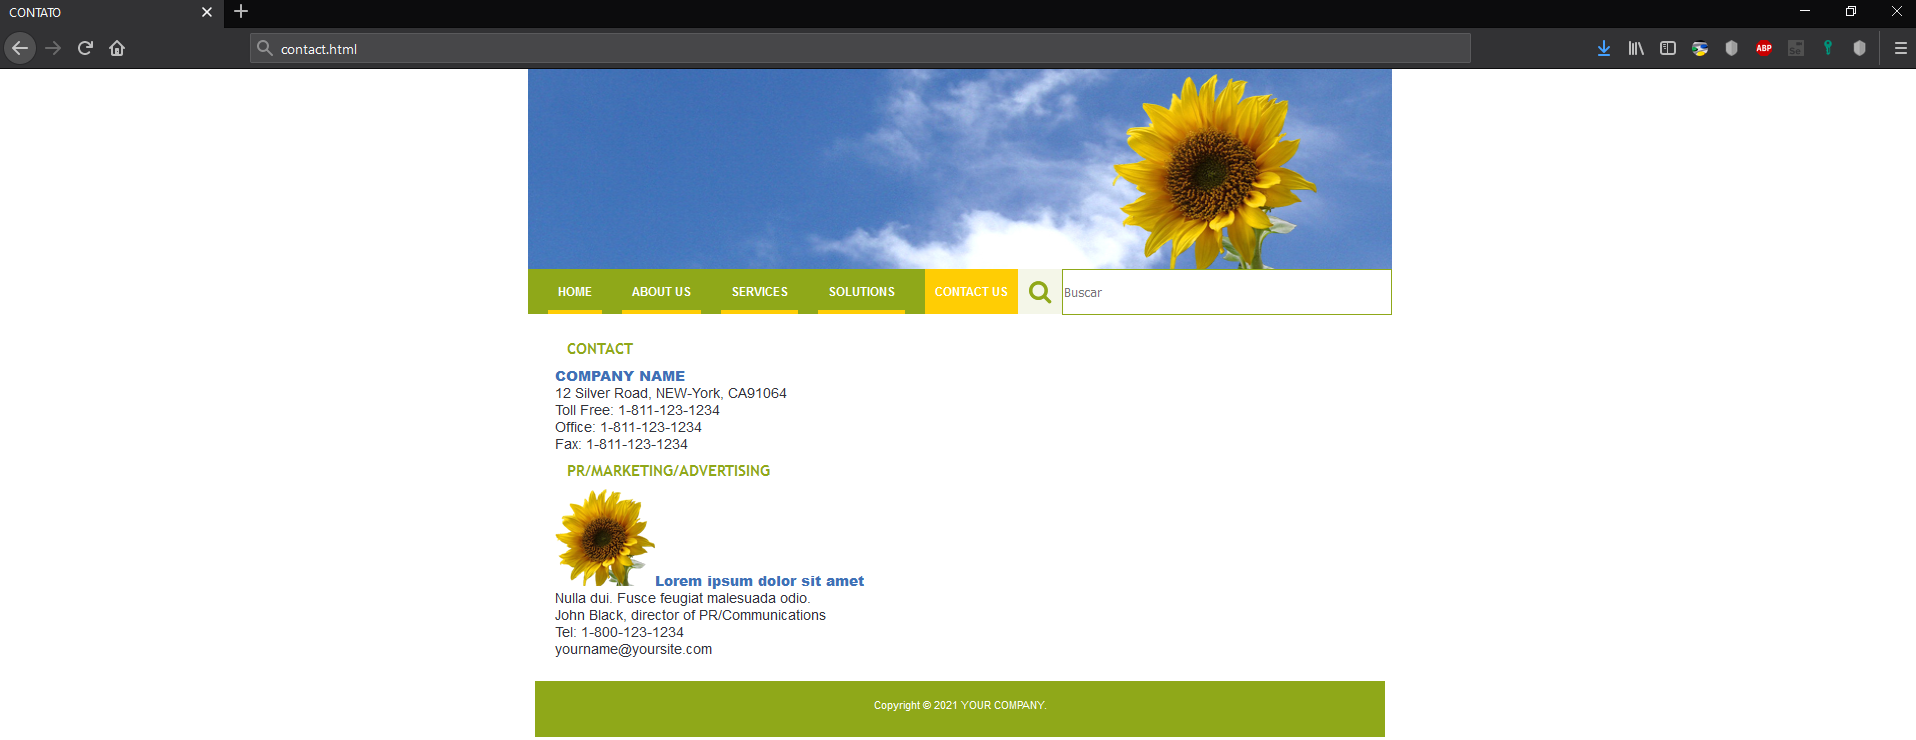 CONTATO
contact.html
ABP
Se
HOME ABOUT US SERVICES SOLUTIONS CONTACT US Buscar
CONTACT
COMPANY NAME
12 Silver Road, NEW-York, CA91064
Toll Free: 1-811-123-1234
Office: 1-811-123-1234
Fax: 1-811-123-1234
PR/MARKETING/ADVERTISING
Lorem ipsum dolor sit amet
Nulla dui. Fusce feugiat malesuada odio.
John Black, director of PR/Communications
Tel: 1-800-123-1234
yourname@yoursite.com
Copyright © 2021 YOUR COMPANY.